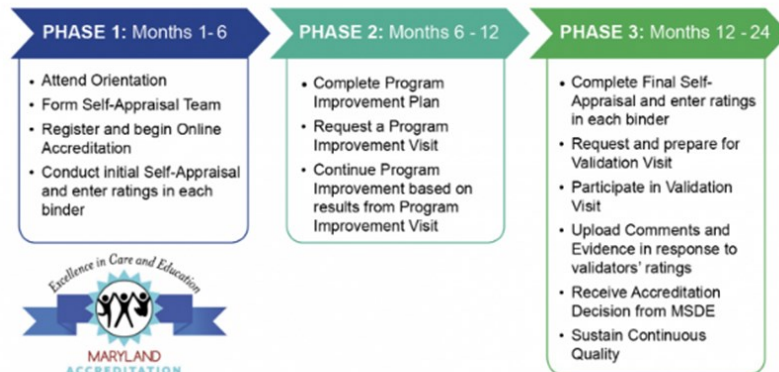 PHASE 1: Months 1-6
• Attend Orientation
• Form Self-Appraisal Team
• Register and begin Online
Accreditation
• Conduct initial Self-Appraisal
and enter ratings in each
binder
PHASE 2: Months 6 - 12
• Complete Program
Improvement Plan
• Request a Program
Improvement Visit
• Continue Program
Improvement based on
results from Program
Improvement Visit
PHASE 3: Months 12 - 24
• Complete Final Self-
Appraisal and enter ratings
in each binder
• Request and prepare for
Validation Visit
• Participate in Validation
Visit
• Upload Comments and
Evidence in response to
validators' ratings
• Receive Accreditation
Decision from MSDE
• Sustain Continuous
Quality
Excellence in Care and Education
MARYLAND
ACCREDITATION